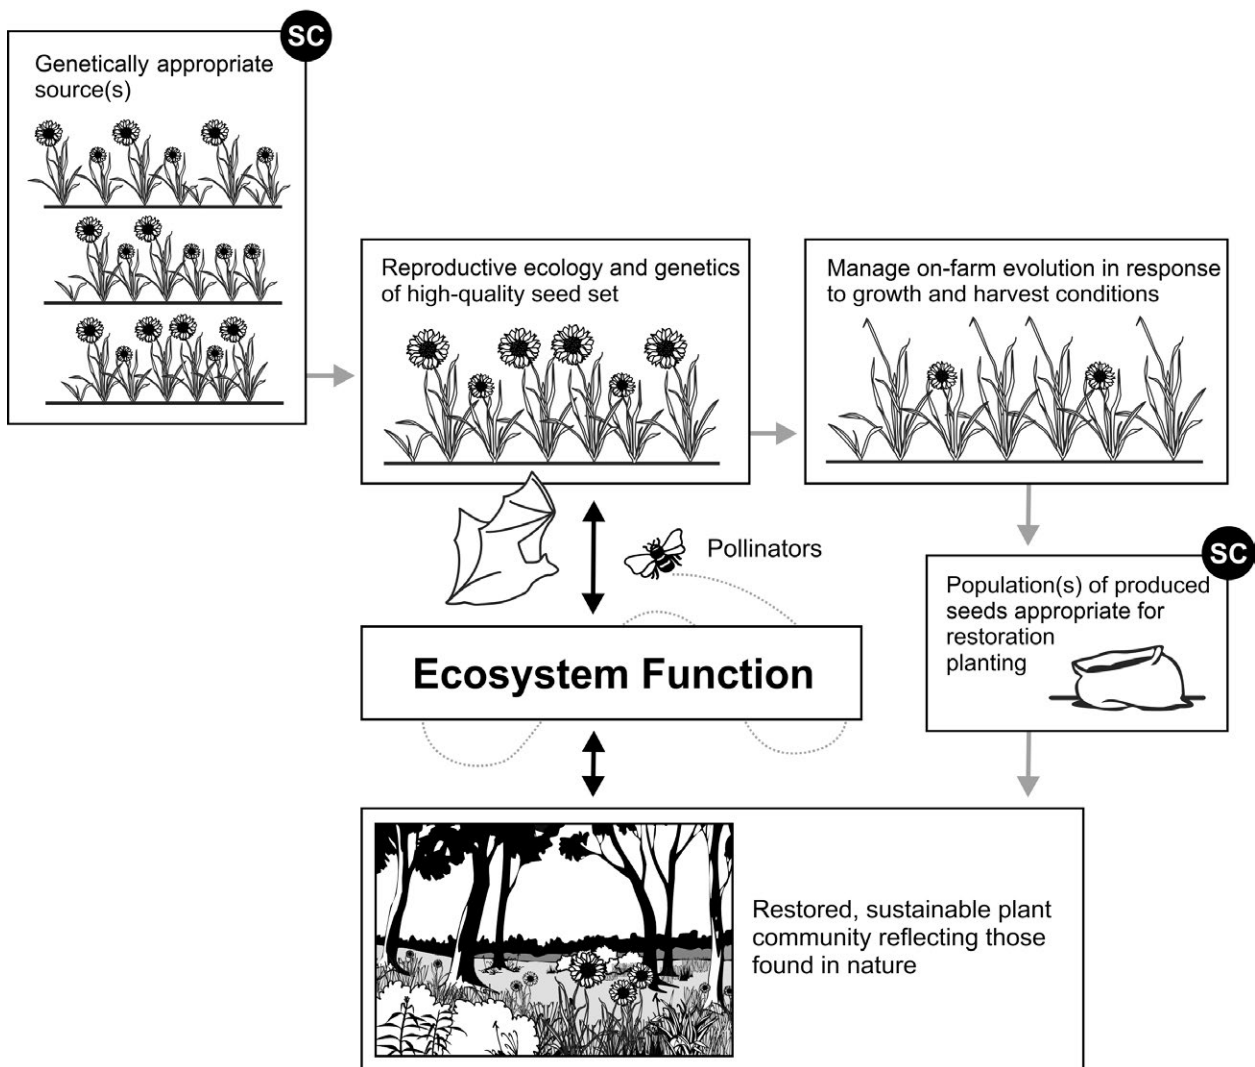 SC
Genetically appropriate
source(s)
Reproductive ecology and genetics
of high-quality seed set
Manage on-farm evolution in response
to growth and harvest conditions
Pollinators
SC
Population(s) of produced
seeds appropriate for
restoration
planting
Ecosystem Function
Restored, sustainable plant
community reflecting those
found in nature